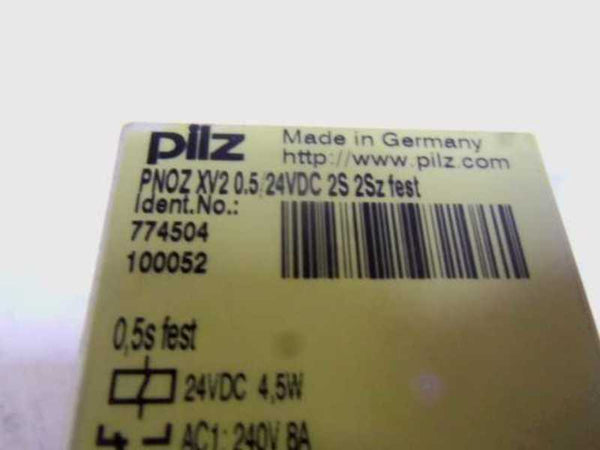 pilz
Made in Germany
http://www.pilz.com
PNOZ XV2 0.5/24VDC 2S 2Sz fest
Ident.No.:
774504
100052
0,5s fest
24VDC 4,5W
AC1: 240V 8A